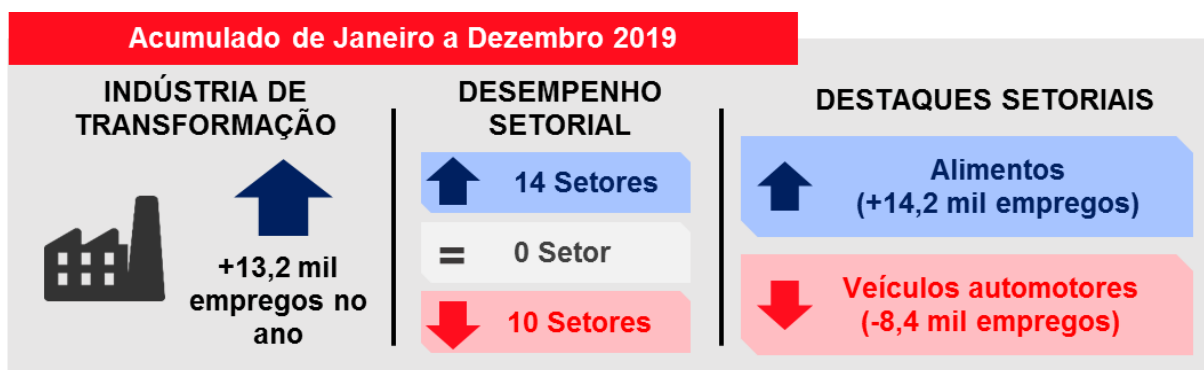 Acumulado de Janeiro a Dezembro 2019
INDÚSTRIA DE
TRANSFORMAÇÃO
+13,2 mil
empregos no
ano
DESEMPENHO
SETORIAL
14 Setores
= 0 Setor
10 Setores
DESTAQUES SETORIAIS
Alimentos
(+14,2 mil empregos)
Veículos automotores
(-8,4 mil empregos)